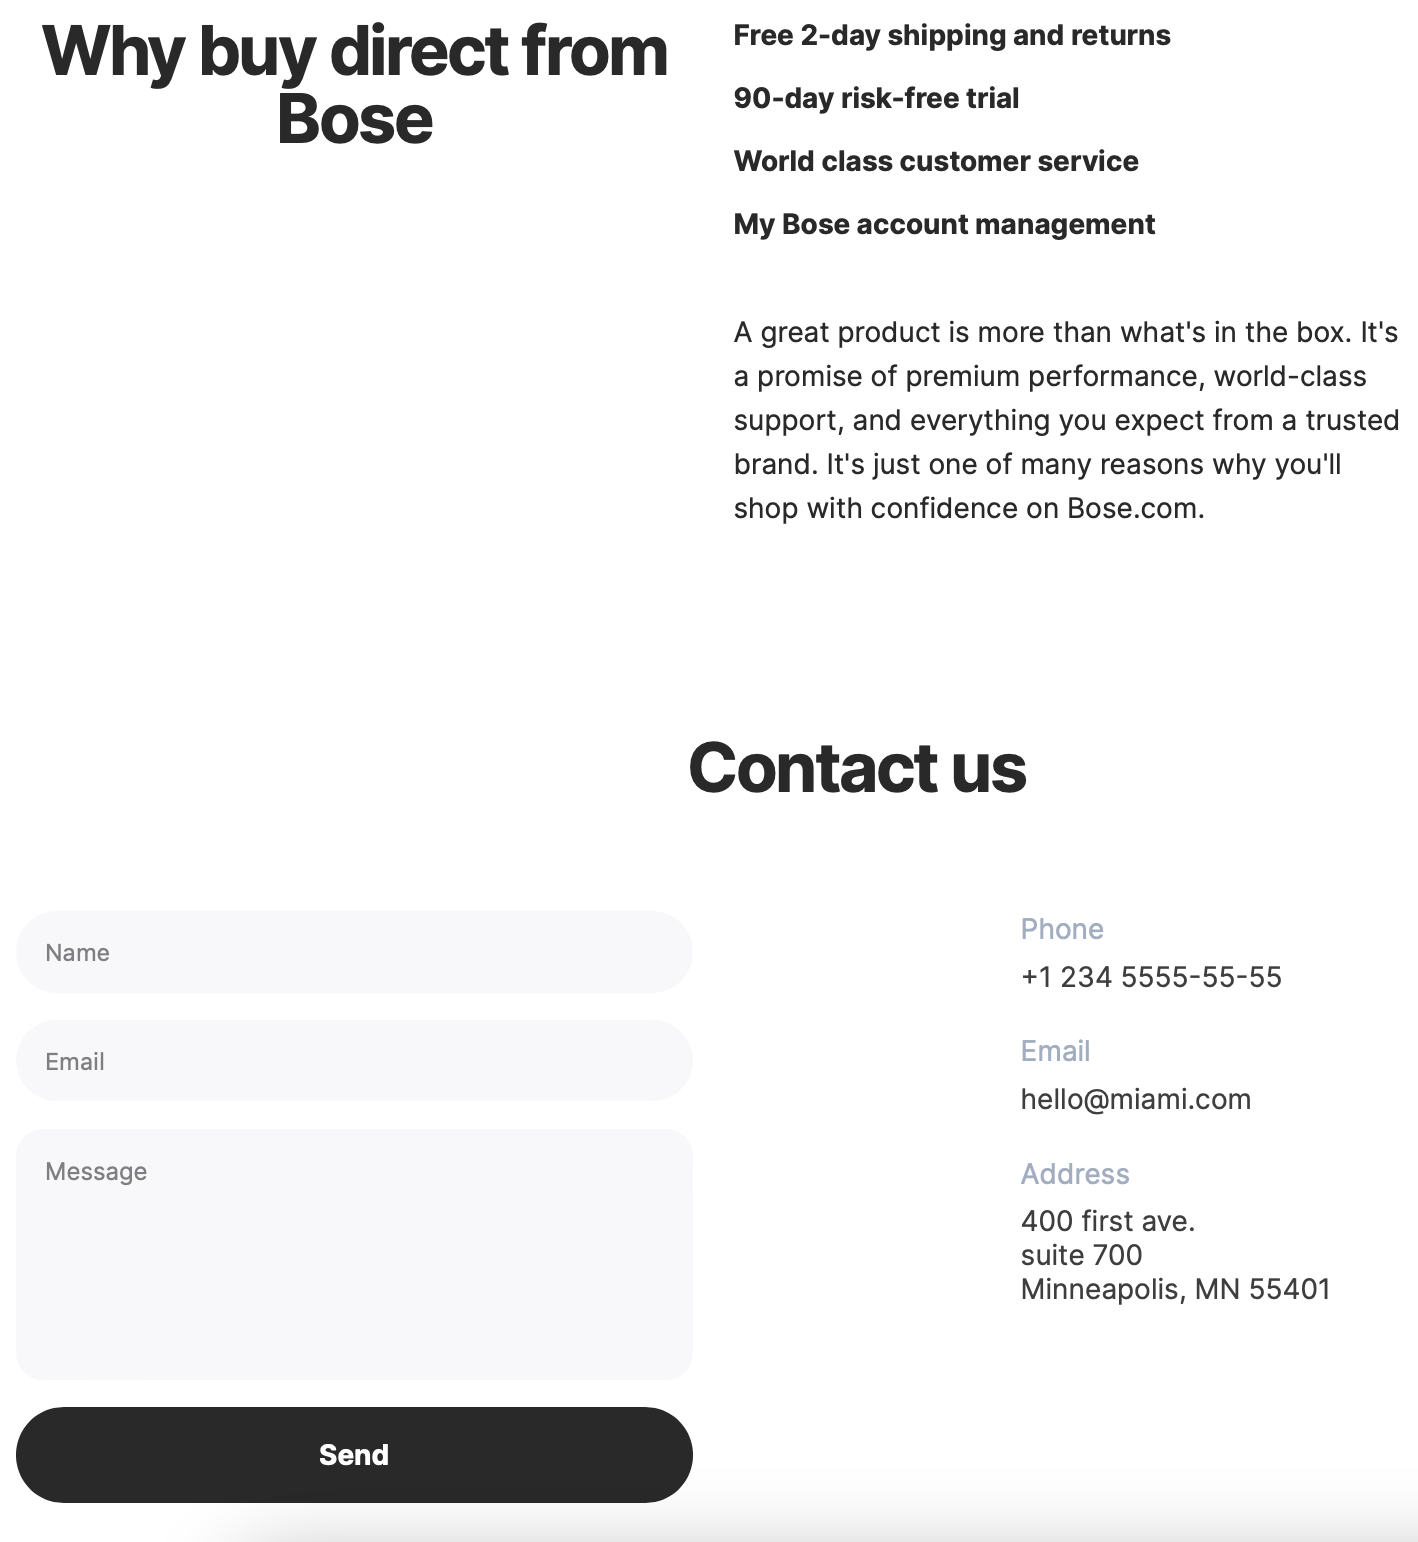 Why buy direct from
Bose
Free 2-day shipping and returns
90-day risk-free trial
World class customer service
My Bose account management
A great product is more than what's in the box. It's
a promise of premium performance, world-class
support, and everything you expect from a trusted
brand. It's just one of many reasons why you'll
shop with confidence on Bose.com.
Contact us
Name
Email
Message
Send
Phone
+1 234 5555-55-55
Email
hello@miami.com
Address
400 first ave.
suite 700
Minneapolis, MN 55401